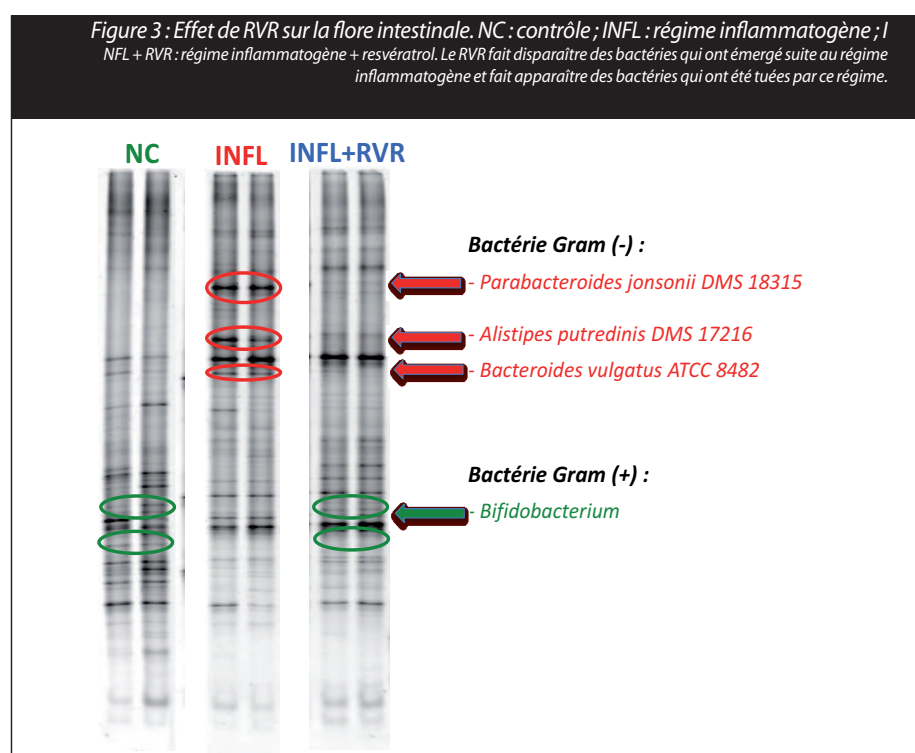 Figure 3 : Effet de RVR sur la flore intestinale. NC : contrôle ; INFL : régime inflammatogène ; I
NFL + RVR : régime inflammatogène + resvératrol. Le RVR fait disparaître des bactéries qui ont émergé suite au régime
inflammatogène et fait apparaître des bactéries qui ont été tuées par ce régime.
NC INFL INFL+RVR
Bactérie Gram (-) :
- Parabacteroides jonsonii DMS 18315
- Alistipes putredinis DMS 17216
- Bacteroides vulgatus ATCC 8482
Bactérie Gram (+) :
- Bifidobacterium